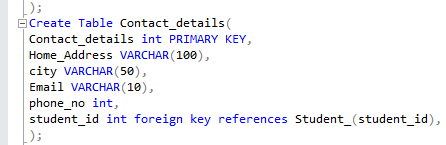 );
Create Table Contact_details(
Contact_details int PRIMARY KEY,
Home_Address VARCHAR(100),
city VARCHAR(50),
Email VARCHAR(10),
phone_no int,
student_id int foreign key references Student_(student_id),
);